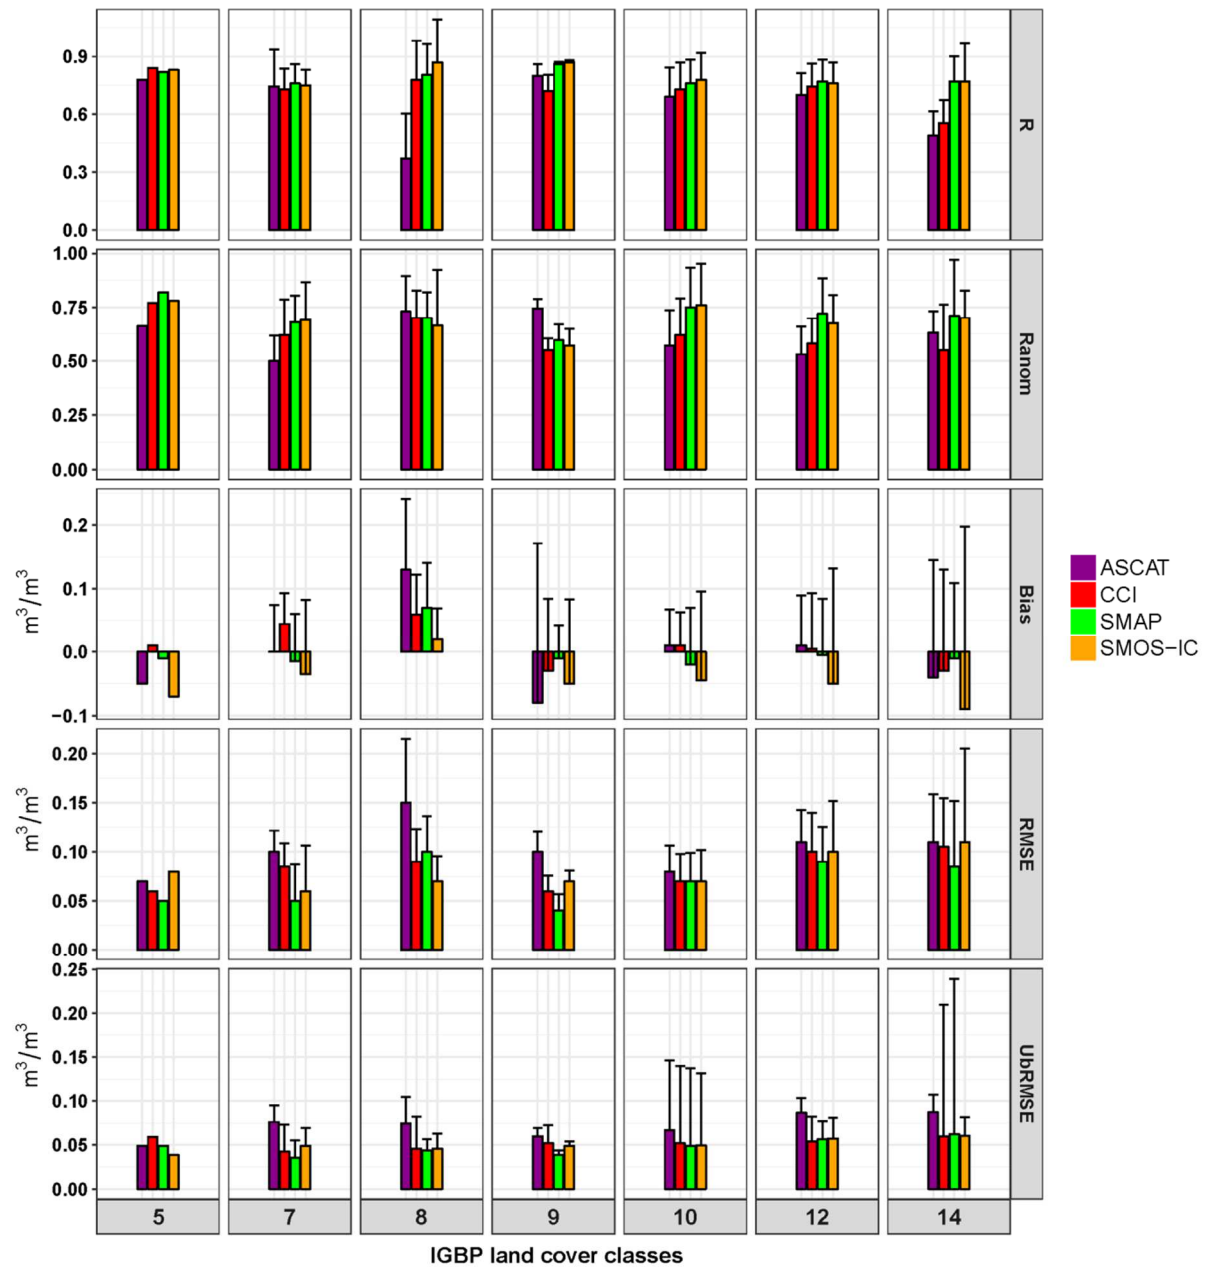 0.9
0.6
0.3
0.0
R
1.00
0.75
0.50
0.25
0.00
Ranom
0.2
0.1
0.0
−0.1
m³/m³
Bias
ASCAT
CCI
SMAP
SMOS−IC
0.20
0.15
0.10
0.05
0.00
m³/m³
RMSE
0.25
0.20
0.15
0.10
0.05
0.00
m³/m³
UbRMSE
5 7 8 9 10 12 14
IGBP land cover classes